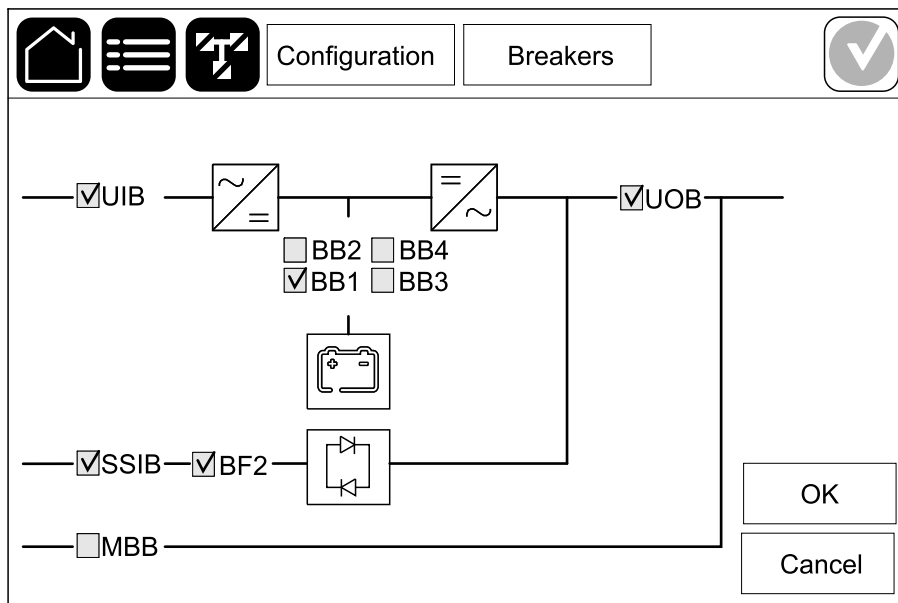 Configuration Breakers
UIB UOB
BB2 BB4
BB1 BB3
SSIB BF2
OK
MBB
Cancel